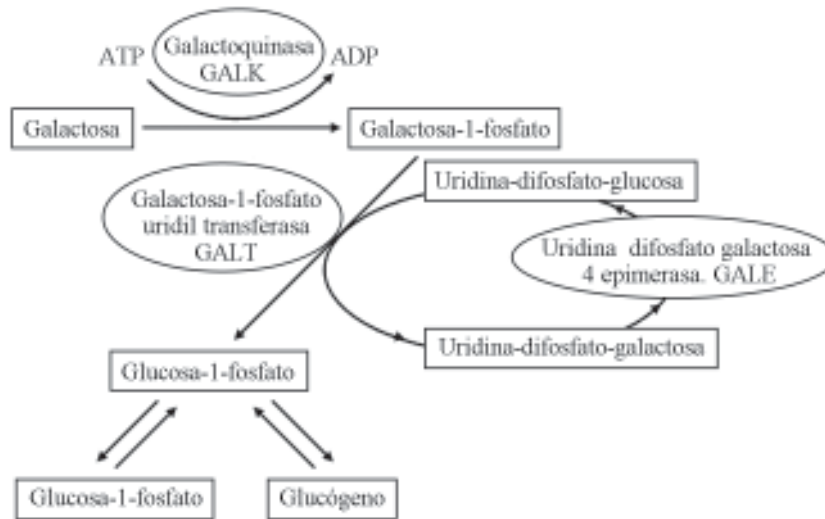 Galactoquinasa
GALK
ATP
ADP
Galactosa
Galactosa-1-fosfato
Galactosa-1-fosfato
uridil transferasa
GALT
Uridina-difosfato-glucosa
Uridina difosfato galactosa
4 epimerasa. GALE
Uridina-difosfato-galactosa
Glucosa-1-fosfato
Glucosa-1-fosfato
Glucógeno